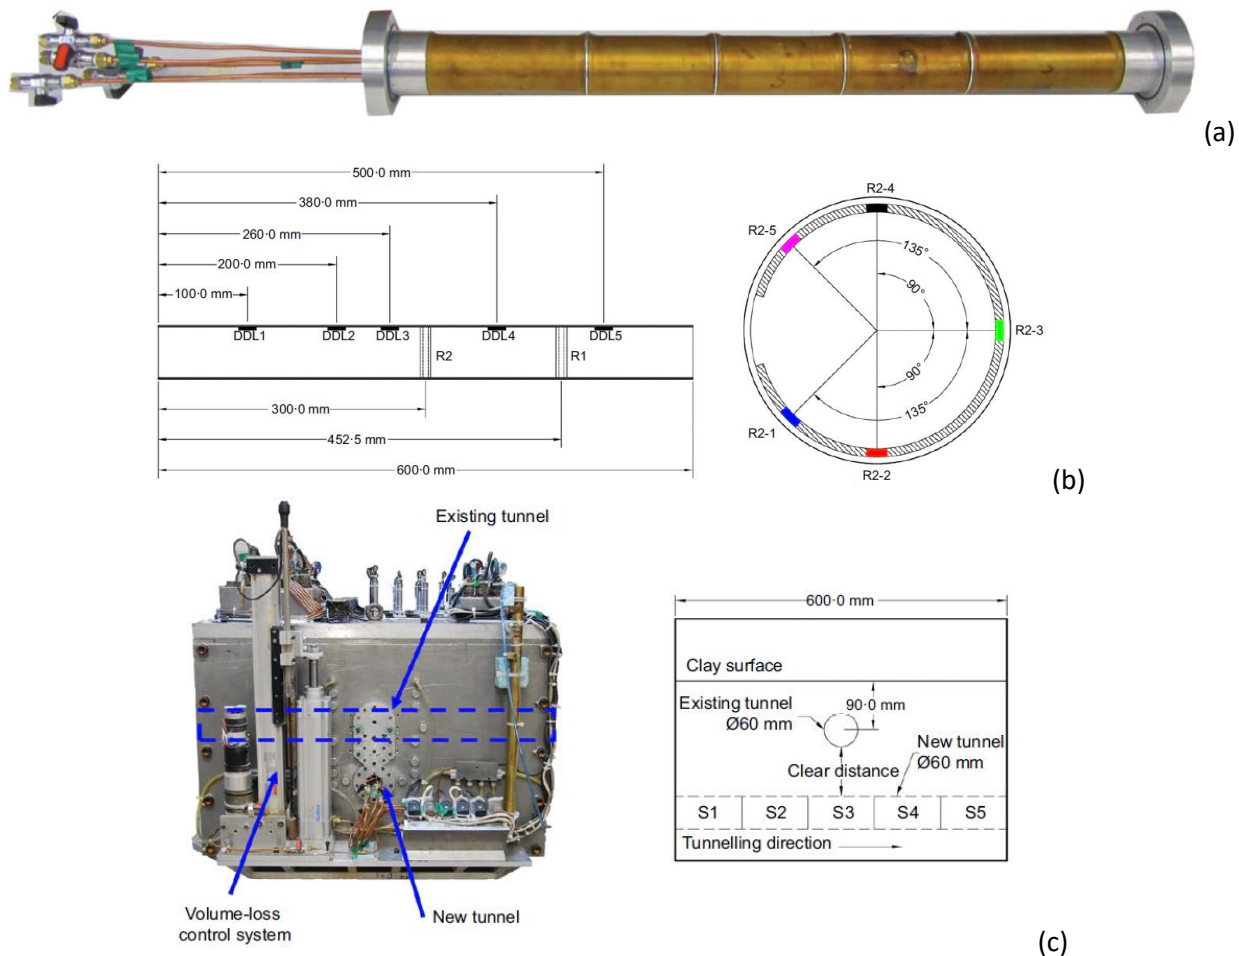 (a)
500·0 mm
380·0 mm
260·0 mm
200·0 mm
100·0 mm
DDL1
DDL2
DDL3
DDL4
DDL5
R2
R1
300·0 mm
452·5 mm
600·0 mm
R2-4
R2-5
135°
90°
R2-3
90°
135°
R2-1
R2-2
(b)
Existing tunnel
Volume-loss
control system
New tunnel
600·0 mm
Clay surface
Existing tunnel
Ø60 mm
90·0 mm
New tunnel
Ø60 mm
Clear distance
S1
S2
S3
S4
S5
Tunnelling direction
(c)